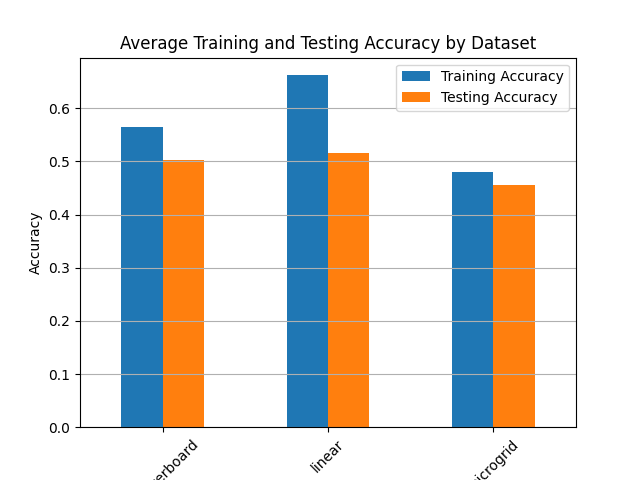 Average Training and Testing Accuracy by Dataset
Training Accuracy
Testing Accuracy
Accuracy
0.6
0.5
0.4
0.3
0.2
0.1
0.0
linear